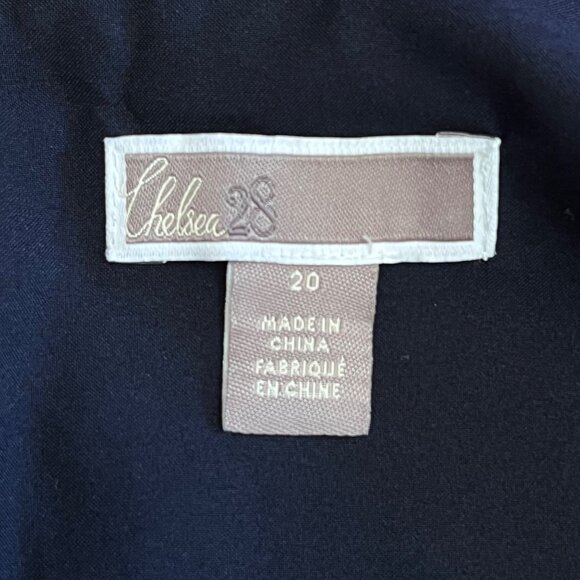 Chelsea28
20
MADE IN
CHINA
FABRIQUÉ
EN CHINE